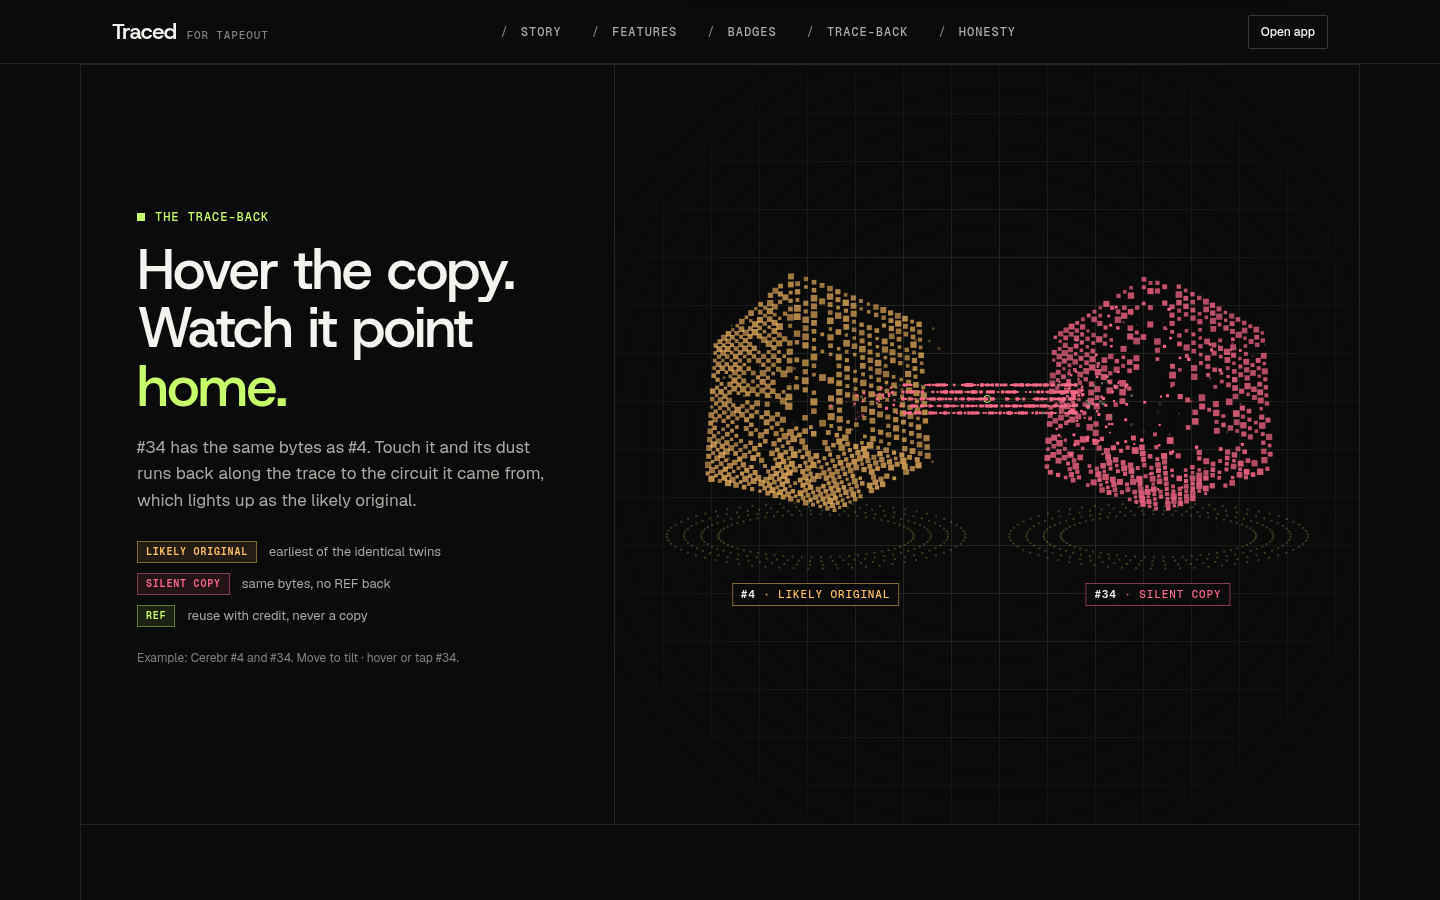 Traced FOR TAPEOUT
/ STORY / FEATURES / BADGES / TRACE-BACK / HONESTY
Open app
THE TRACE-BACK
Hover the copy.
Watch it point
home.
#34 has the same bytes as #4. Touch it and its dust
runs back along the trace to the circuit it came from,
which lights up as the likely original.
LIKELY ORIGINAL earliest of the identical twins
SILENT COPY same bytes, no REF back
REF reuse with credit, never a copy
Example: Cerebr #4 and #34. Move to tilt · hover or tap #34.
#4 · LIKELY ORIGINAL
#34 · SILENT COPY